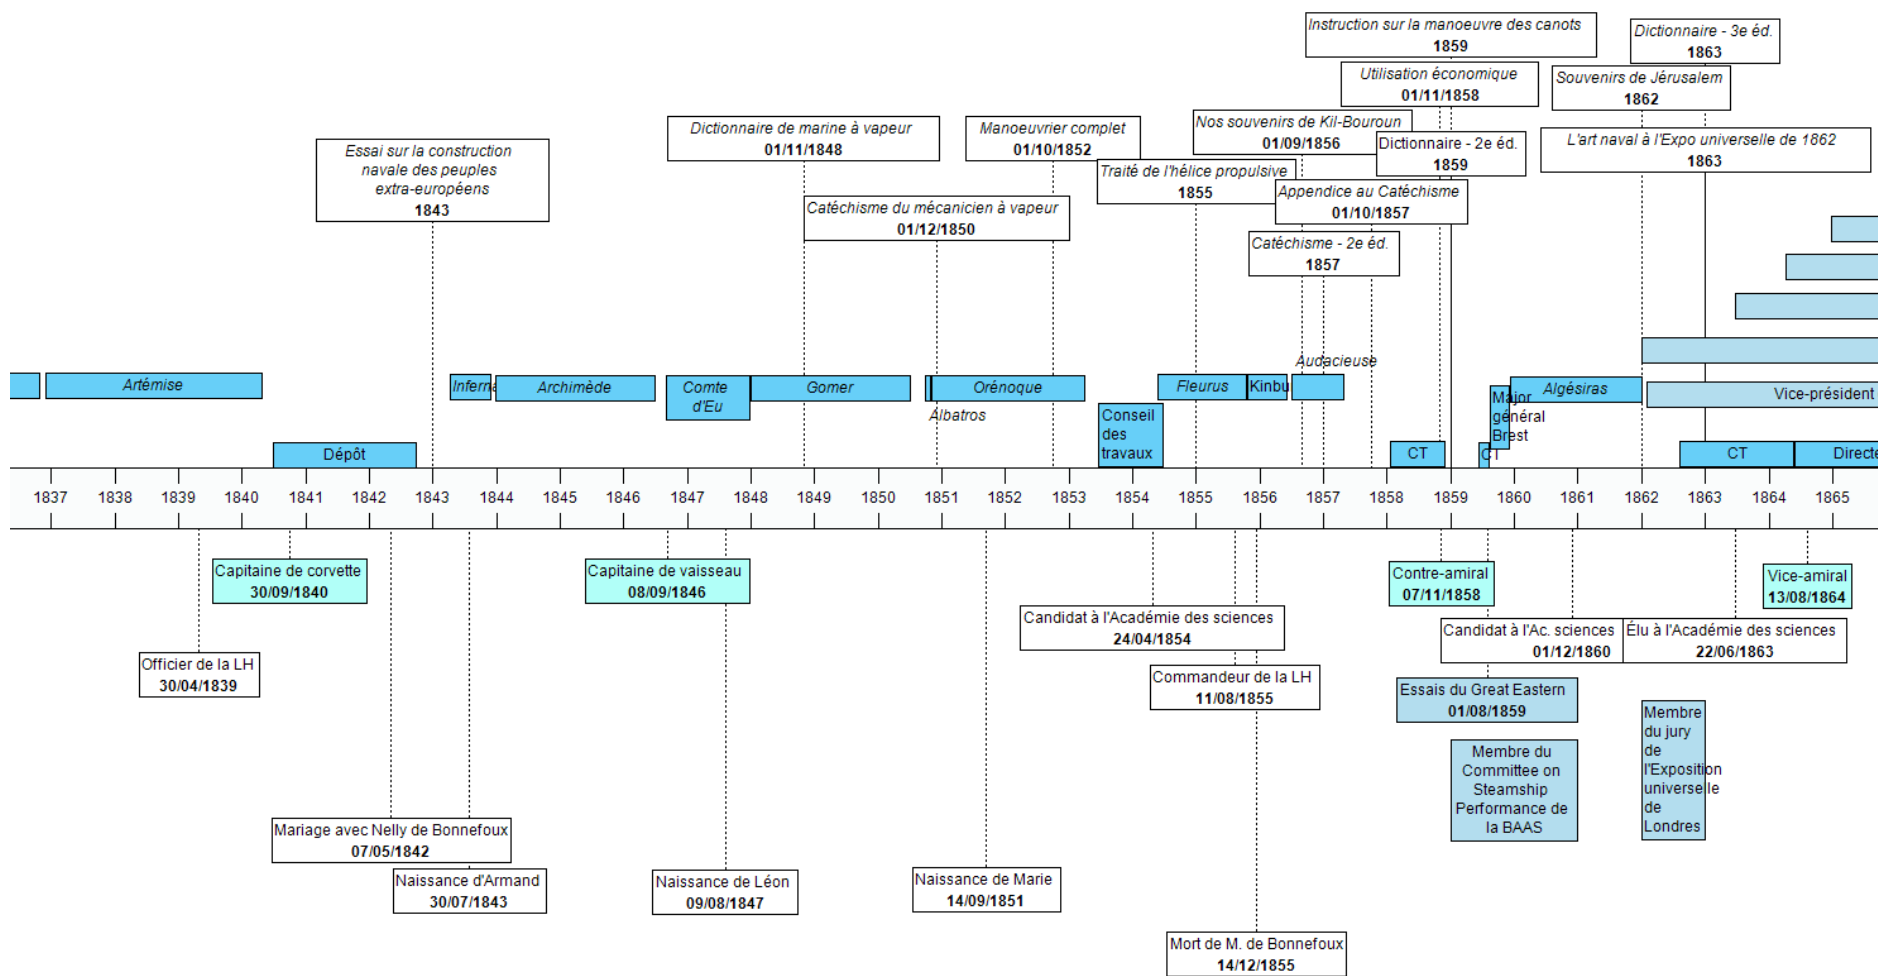 Instruction sur la manoeuvre des canots
1859
Dictionnaire - 3e éd.
1863
Utilisation économique
01/11/1858
Souvenirs de Jérusalem
1862
Dictionnaire de marine à vapeur
01/11/1848
Manoeuvrier complet
01/10/1852
Nos souvenirs de Kil-Bouroun
01/09/1856
Dictionnaire - 2e éd.
1859
L'art naval à l'Expo universelle de 1862
1863
Essai sur la construction
navale des peuples
extra-européens
1843
Traité de l'hélice propulsive
1855
Appendice au Catéchisme
01/10/1857
Catéchisme du mécanicien à vapeur
01/12/1850
Catéchisme - 2e éd.
1857
Artémise
Inferna
Archimède
Comte
d'Eu
Gomer
Albatros
Orénoque
Fleurus
Kinbu
Audacieuse
Major
général
Brest
Algésiras
Vice-président
Conseil
des
travaux
Dépôt
CT
CT
CT
Directe
1837 1838 1839 1840 1841 1842 1843 1844 1845 1846 1847 1848 1849 1850 1851 1852 1853 1854 1855 1856 1857 1858 1859 1860 1861 1862 1863 1864 1865
Capitaine de corvette
30/09/1840
Capitaine de vaisseau
08/09/1846
Contre-amiral
07/11/1858
Vice-amiral
13/08/1864
Candidat à l'Académie des sciences
24/04/1854
Candidat à l'Ac. sciences
01/12/1860
Élu à l'Académie des sciences
22/06/1863
Officier de la LH
30/04/1839
Commandeur de la LH
11/08/1855
Essais du Great Eastern
01/08/1859
Membre
du jury
de
l'Exposition
universelle
de
Londres
Membre du
Committee on
Steamship
Performance de
la BAAS
Mariage avec Nelly de Bonnefoux
07/05/1842
Naissance d'Armand
30/07/1843
Naissance de Léon
09/08/1847
Naissance de Marie
14/09/1851
Mort de M. de Bonnefoux
14/12/1855